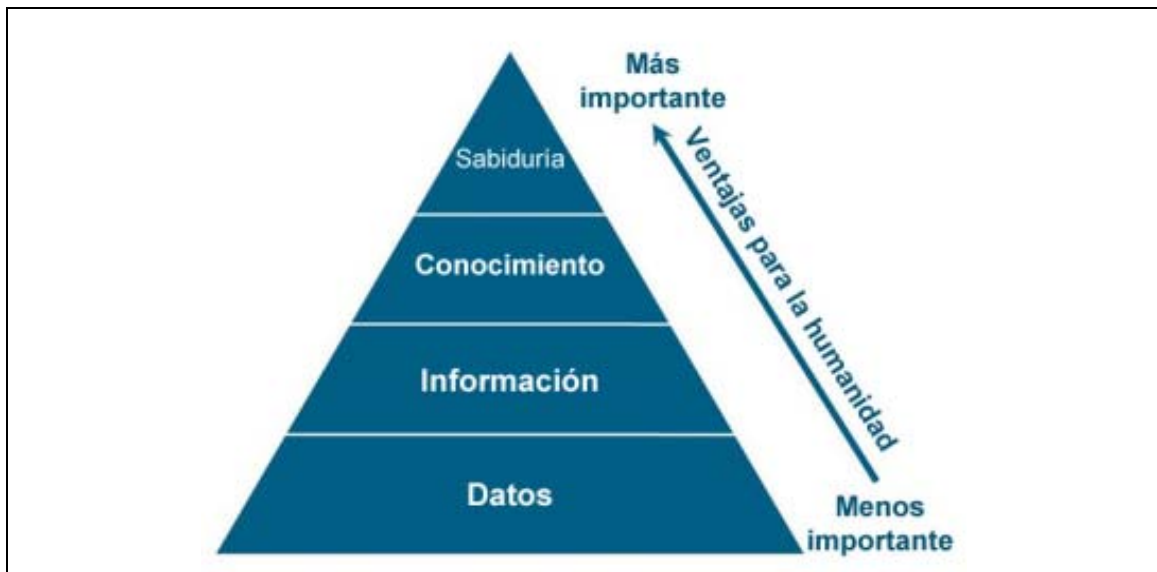 Más
importante
Sabiduría
Ventajas para la humanidad
Conocimiento
Información
Datos
Menos
importante